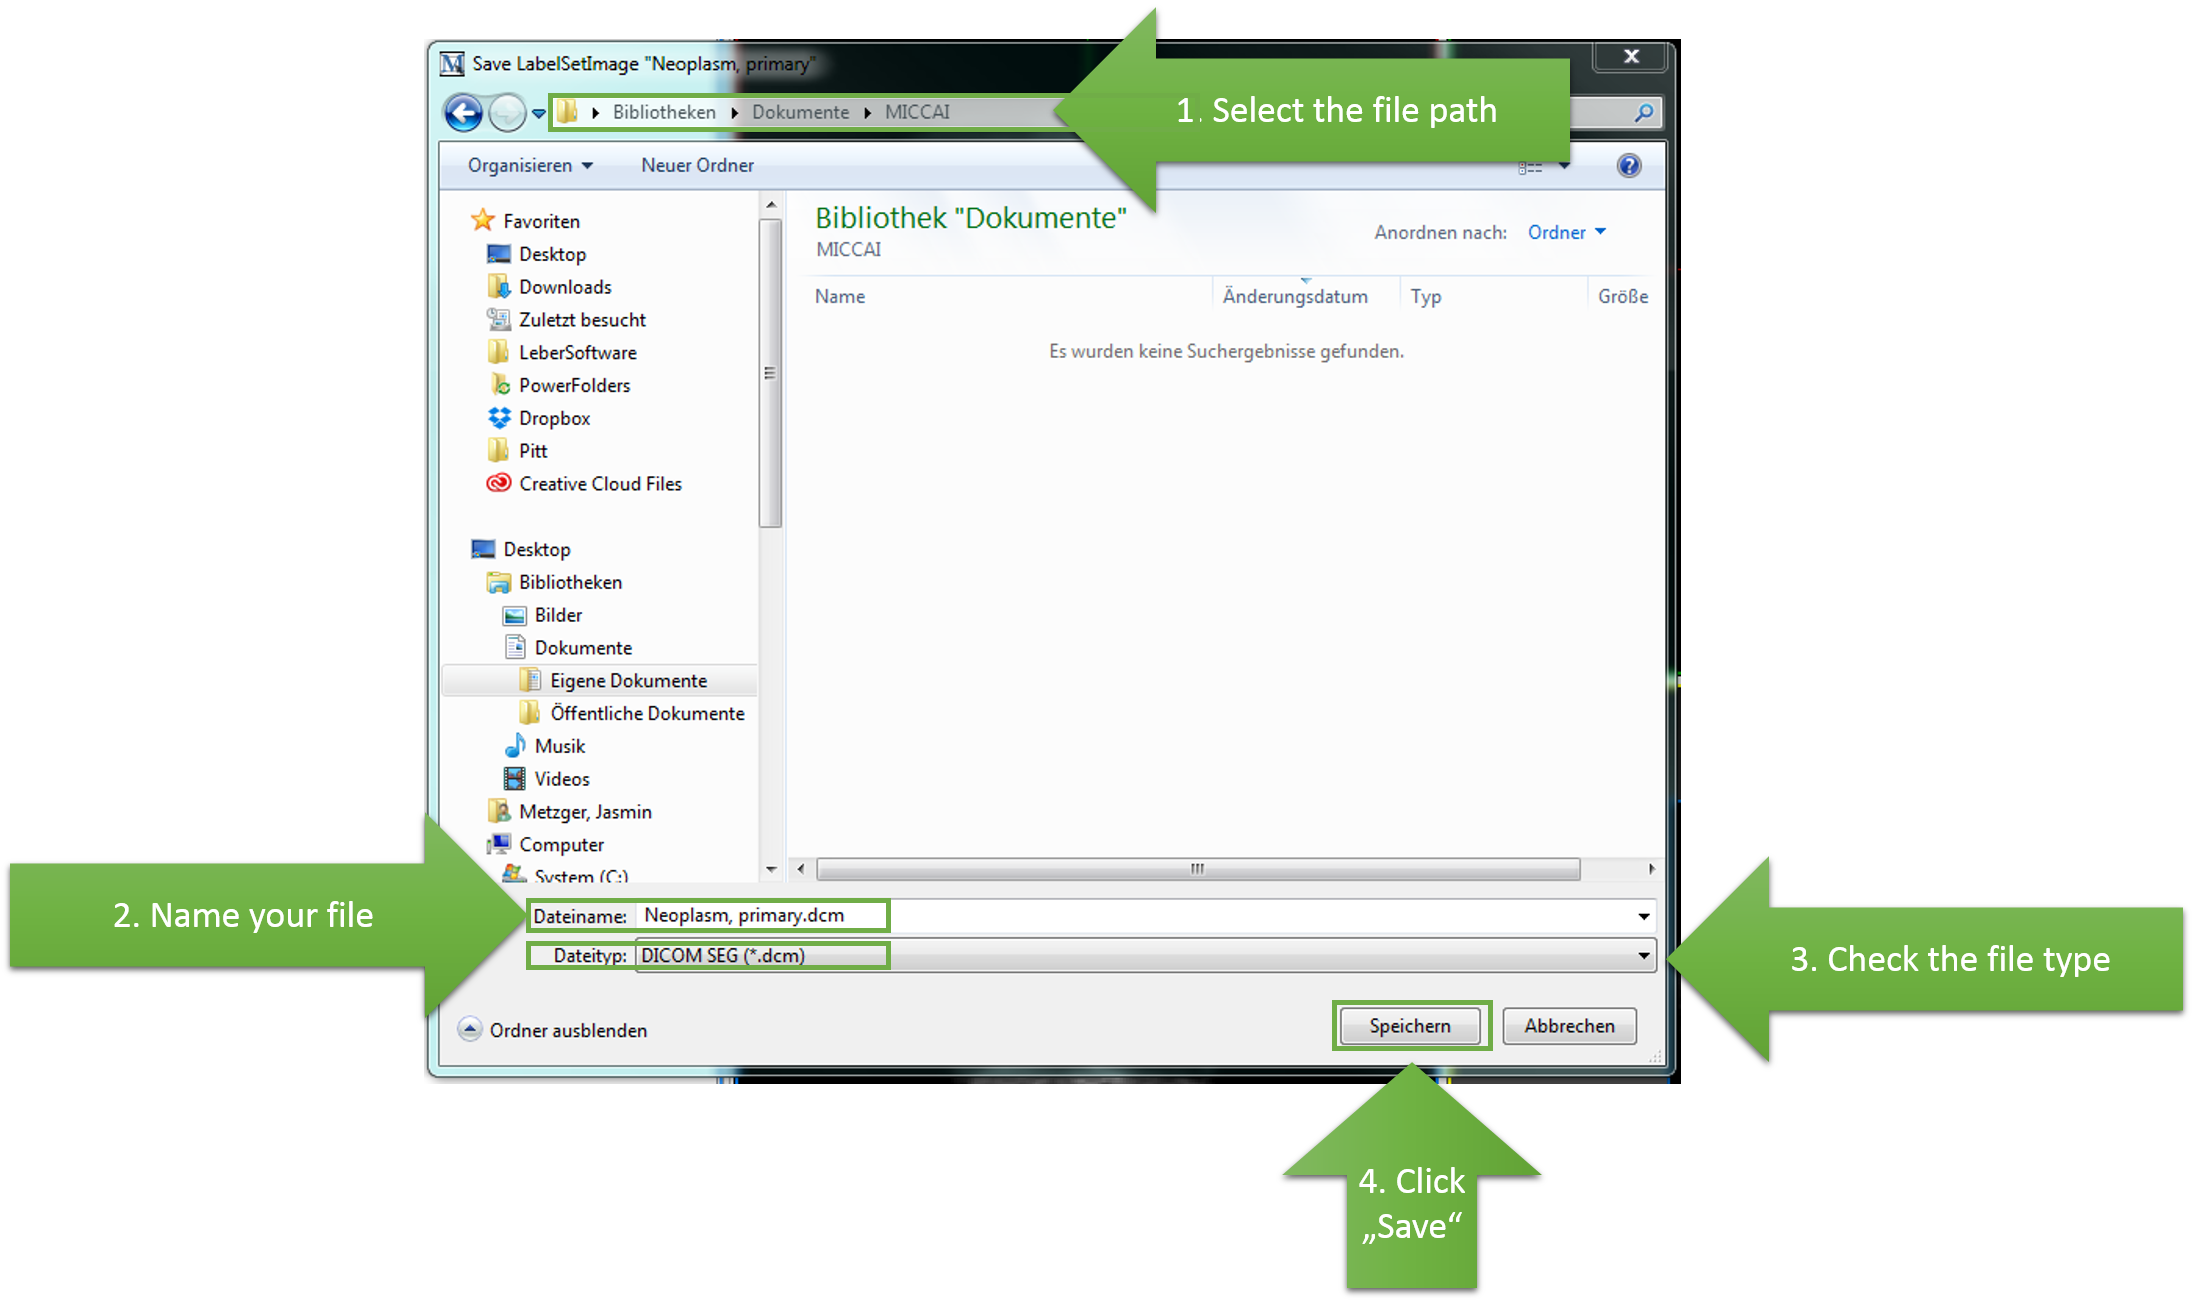 Save LabelSetImage "Neoplasm, primary"
X
Bibliotheken Dokumente MICCAI
1. Select the file path
Organisieren Neuer Ordner
Favoriten
Desktop
Downloads
Zuletzt besucht
LeberSoftware
PowerFolders
Dropbox
Pitt
Creative Cloud Files
Desktop
Bibliotheken
Bilder
Dokumente
Eigene Dokumente
Öffentliche Dokumente
Musik
Videos
Metzger, Jasmin
Computer
System (C:)
Bibliothek "Dokumente"
MICCAI
Anordnen nach: Ordner
Name Änderungsdatum Typ Größe
Es wurden keine Suchergebnisse gefunden.
2. Name your file
Dateiname: Neoplasm, primary.dcm
Dateityp: DICOM SEG (*.dcm)
3. Check the file type
Ordner ausblenden
Speichern Abbrechen
4. Click
„Save“